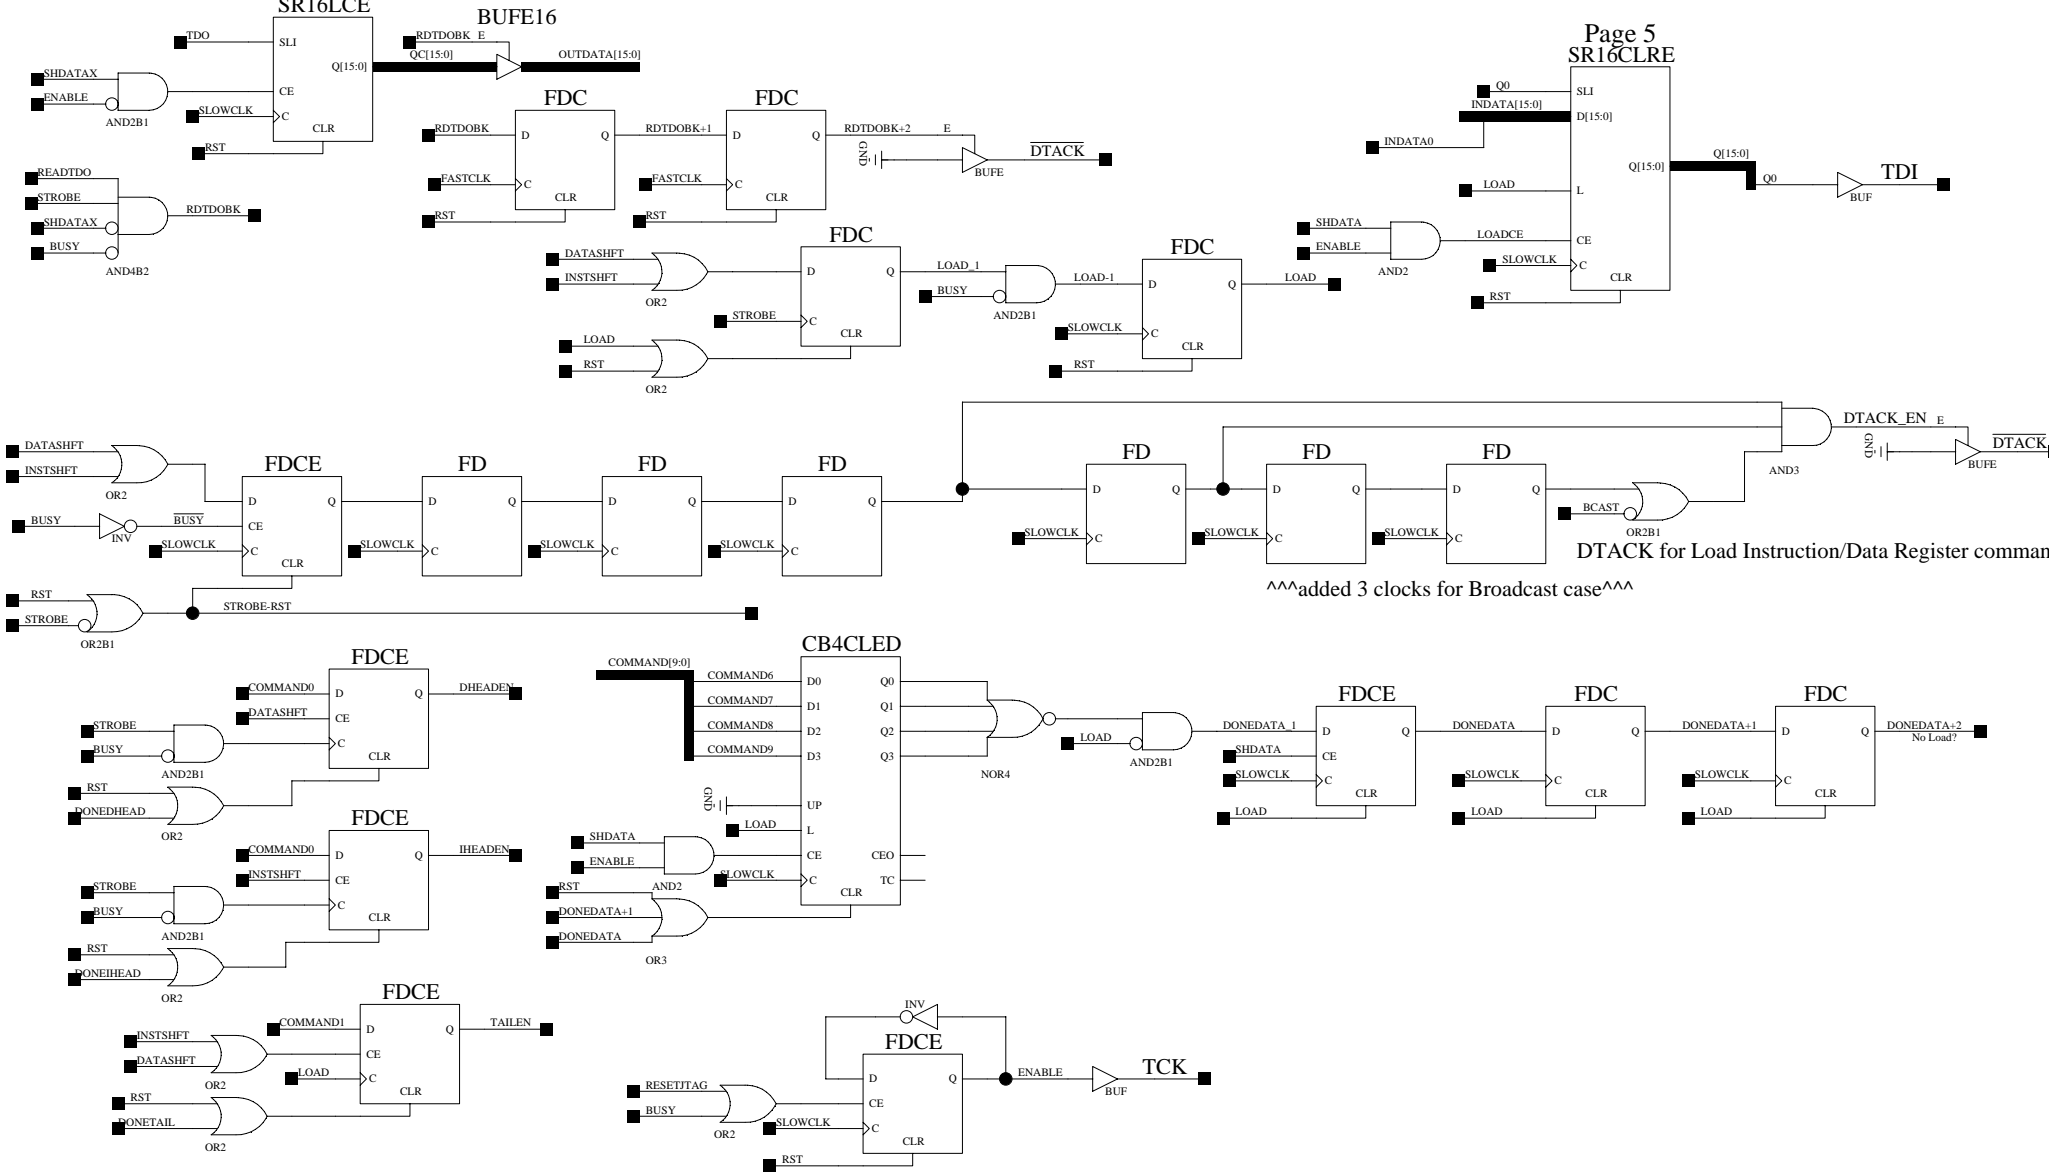 SR16LCE
TDO
SLI
Q[15:0]
SHDATAX
ENABLE
AND2B1
CE
SLOWCLK
C
CLR
RST
BUFE16
RDTDOBK E
QC[15:0]
OUTDATA[15:0]
READTDO
STROBE
SHDATAX
BUSY
AND4B2
RDTDOBK
FDC
RDTDOBK
D
Q
FASTCLK
C
CLR
RST
RDTDOBK+1
FDC
D
Q
FASTCLK
C
CLR
RST
RDTDOBK+2
E
GND
BUFE
DTACK
Page 5
SR16CLRE
Q0
SLI
INDATA[15:0]
D[15:0]
INDATA0
Q[15:0]
Q[15:0]
Q0
BUF
TDI
LOAD
L
SHDATA
ENABLE
AND2
LOADCE
CE
SLOWCLK
C
CLR
RST
DATASHFT
INSTSHFT
OR2
FDC
D
Q
STROBE
C
CLR
LOAD
RST
OR2
LOAD_1
BUSY
AND2B1
LOAD-1
FDC
D
Q
SLOWCLK
C
CLR
RST
LOAD
DATASHFT
INSTSHFT
OR2
BUSY
INV
BUSY
FDCE
D
Q
CE
SLOWCLK
C
CLR
RST
STROBE
OR2B1
STROBE-RST
FD
D
Q
SLOWCLK
C
FD
D
Q
SLOWCLK
C
FD
D
Q
SLOWCLK
C
FD
D
Q
SLOWCLK
C
FD
D
Q
SLOWCLK
C
FD
D
Q
SLOWCLK
C
BCAST
OR2B1
AND3
DTACK_EN
E
GND
BUFE
DTACK
DTACK for Load Instruction/Data Register comman
^^^added 3 clocks for Broadcast case^^^
FDCE
COMMAND0
D
Q
DHEADEN
DATASHFT
CE
STROBE
BUSY
AND2B1
C
CLR
RST
DONEDHEAD
OR2
FDCE
COMMAND0
D
Q
IHEADEN
INSTSHFT
CE
STROBE
BUSY
AND2B1
C
CLR
RST
DONEIHEAD
OR2
FDCE
COMMAND1
D
Q
TAILEN
INSTSHFT
DATASHFT
OR2
CE
LOAD
C
CLR
RST
DONETAIL
OR2
CB4CLED
COMMAND[9:0]
COMMAND6
D0
Q0
COMMAND7
D1
Q1
COMMAND8
D2
Q2
COMMAND9
D3
Q3
GND
UP
LOAD
L
SHDATA
ENABLE
AND2
CE
CEO
SLOWCLK
C
TC
CLR
RST
DONEDATA+1
DONEDATA
OR3
NOR4
LOAD
AND2B1
DONEDATA_1
FDCE
D
Q
SHDATA
CE
SLOWCLK
C
CLR
LOAD
DONEDATA
FDC
D
Q
SLOWCLK
C
CLR
LOAD
DONEDATA+1
FDC
D
Q
SLOWCLK
C
CLR
LOAD
DONEDATA+2
No Load?
INV
FDCE
D
Q
RESETJTAG
BUSY
OR2
CE
SLOWCLK
C
CLR
RST
ENABLE
BUF
TCK